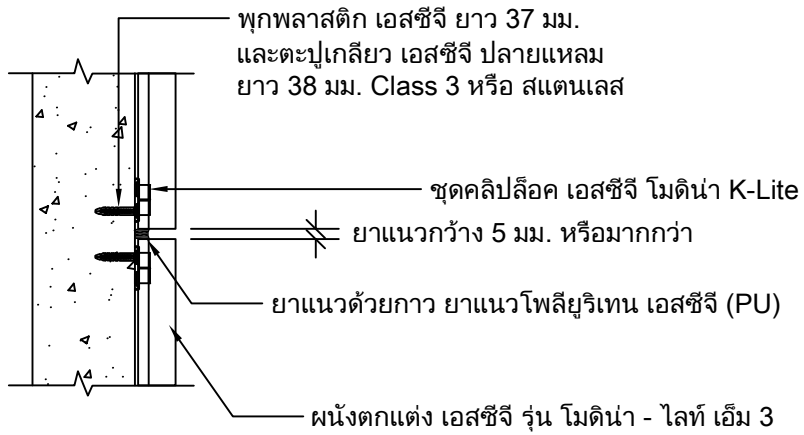 พุกพลาสติก เอสซีจี ยาว 37 มม.
และตะปูเกลียว เอสซีจี ปลายแหลม
ยาว 38 มม. Class 3 หรือ สแตนเลส
ชุดคลิปล็อค เอสซีจี โมดิน่า K-Lite
ยาแนวกว้าง 5 มม. หรือมากกว่า
ยาแนวด้วยกาว ยาแนวโพลียูริเทน เอสซีจี (PU)
ผนังตกแต่ง เอสซีจี รุ่น โมดิน่า - ไลท์ เอ็ม 3